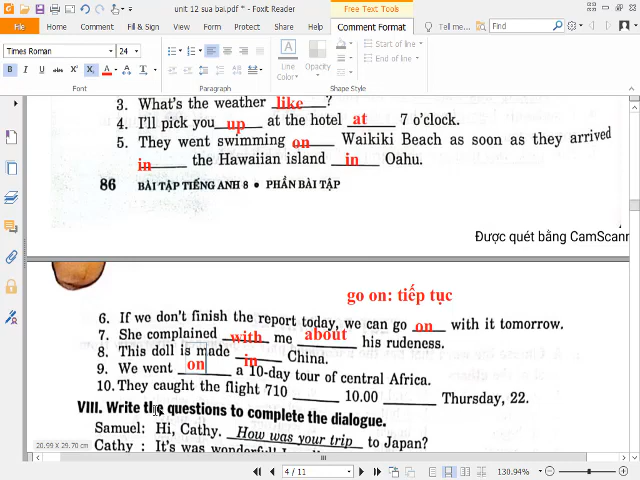 unit 12 sua bai.pdf * - Foxit Reader
Free Text Tools
File Home Comment Fill & Sign View Form Protect Share Help Comment Format Tell me... Find
Times Roman 24
Line Color
Opacity
Start of line
End of line
Font Style Paragraph Style
3. What's the weather like?
4. I'll pick you up at the hotel at 7 o'clock.
5. They went swimming on Waikiki Beach as soon as they arrived
in the Hawaiian island in Oahu.
86 BÀI TẬP TIẾNG ANH 8 • PHẦN BÀI TẬP
Được quét bằng CamScann
go on: tiếp tục
6. If we don't finish the report today, we can go on with it tomorrow.
7. She complained with me about his rudeness.
8. This doll is made in China.
9. We went on a 10-day tour of central Africa.
10. They caught the flight 710 ______ 10.00 ______ Thursday, 22.
VIII. Write the questions to complete the dialogue.
Samuel: Hi, Cathy. How was your trip to Japan?
Cathy : It's was wonderful!
20.99 x 29.70 cm
4 / 11
130.94%